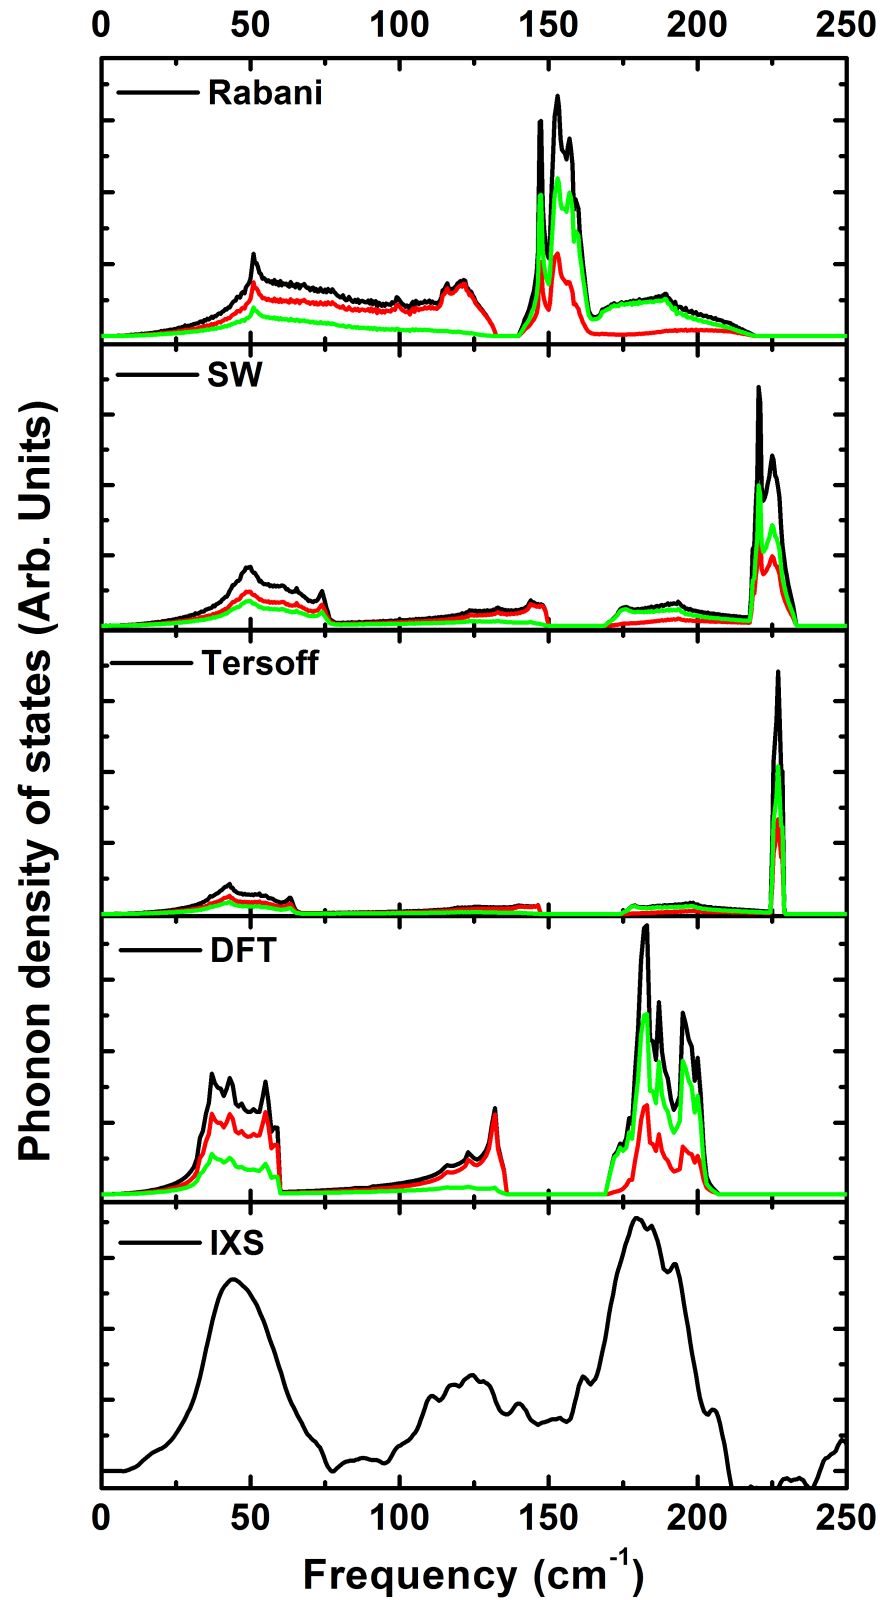 0 50 100 150 200 250
Rabani
SW
Tersoff
DFT
IXS
Phonon density of states (Arb. Units)
0 50 100 150 200 250
Frequency (cm⁻¹)